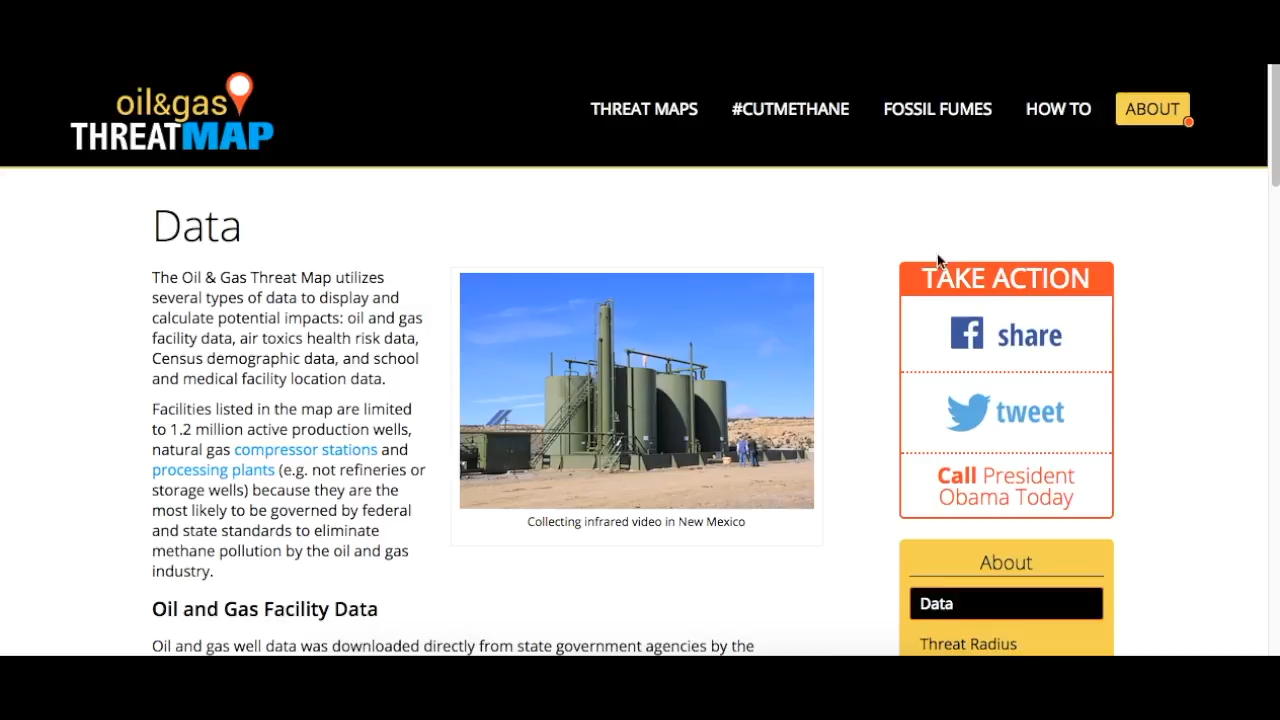 oil&gas
THREATMAP
THREAT MAPS #CUTMETHANE FOSSIL FUMES HOW TO ABOUT
Data
The Oil & Gas Threat Map utilizes
several types of data to display and
calculate potential impacts: oil and gas
facility data, air toxics health risk data,
Census demographic data, and school
and medical facility location data.
Facilities listed in the map are limited
to 1.2 million active production wells,
natural gas compressor stations and
processing plants (e.g. not refineries or
storage wells) because they are the
most likely to be governed by federal
and state standards to eliminate
methane pollution by the oil and gas
industry.
Collecting infrared video in New Mexico
Oil and Gas Facility Data
Oil and gas well data was downloaded directly from state government agencies by the
TAKE ACTION
share
tweet
Call President
Obama Today
About
Data
Threat Radius